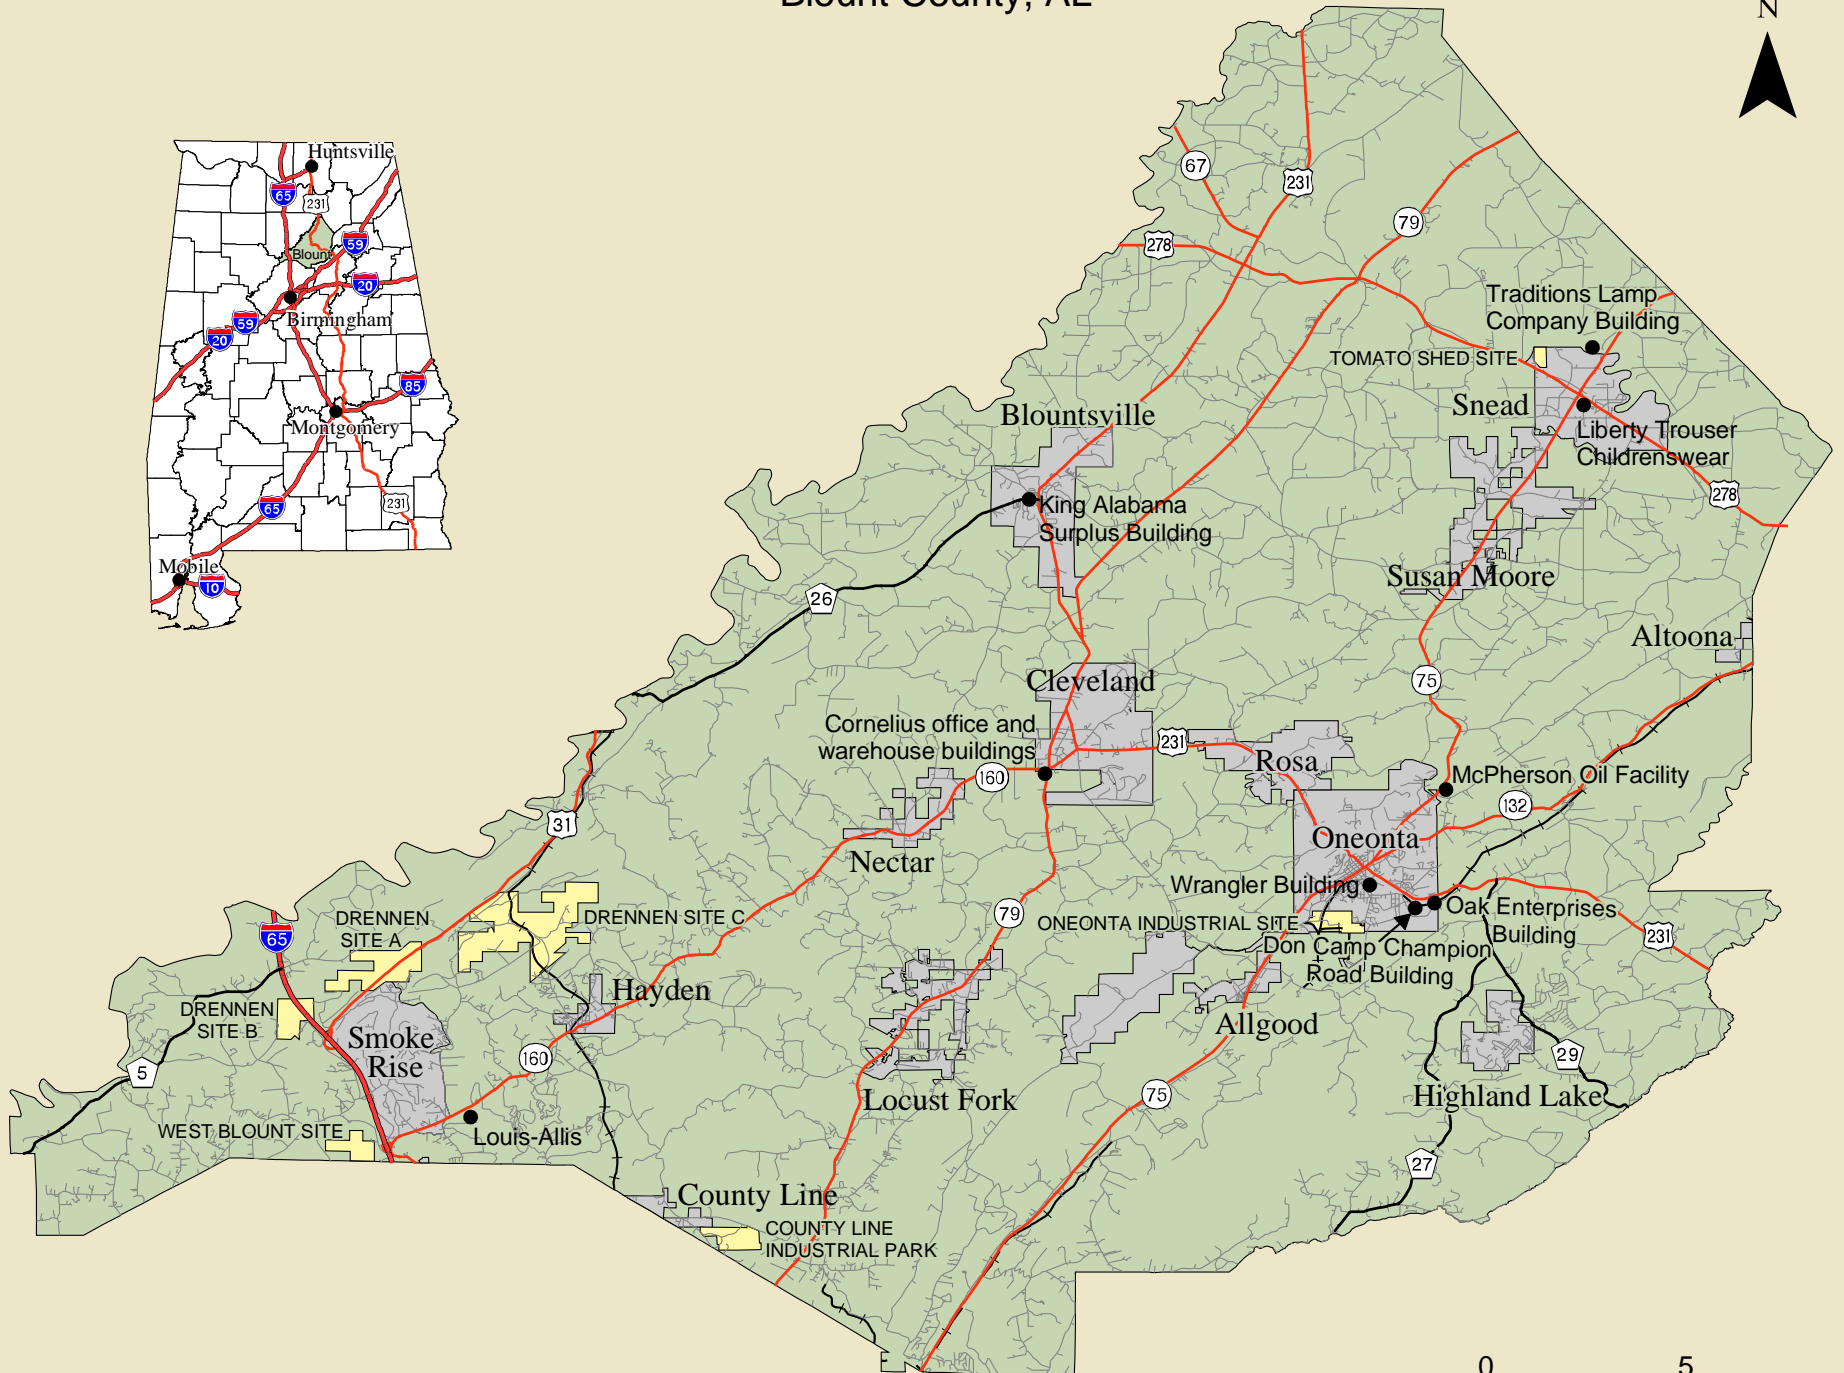 Blount County, AL
N
Huntsville
65
231
59
Blount
20
Birmingham
59
20
85
Montgomery
65
231
Mobile
10
67
231
79
278
Traditions Lamp
Company Building
TOMATO SHED SITE
Snead
Liberty Trouser
Childrenswear
278
Blountsville
King Alabama
Surplus Building
26
Susan Moore
Altoona
Cleveland
75
Cornelius office and
warehouse buildings
231
Rosa
160
McPherson Oil Facility
132
31
Oneonta
Nectar
Wrangler Building
DRENNEN
SITE A
DRENNEN SITE C
79
ONEONTA INDUSTRIAL SITE
Oak Enterprises
Building
231
65
Don Camp Champion
Road Building
Hayden
DRENNEN
SITE B
Smoke
Rise
Allgood
160
5
29
Locust Fork
75
Highland Lake
WEST BLOUNT SITE
Louis-Allis
27
County Line
COUNTY LINE
INDUSTRIAL PARK
0 5